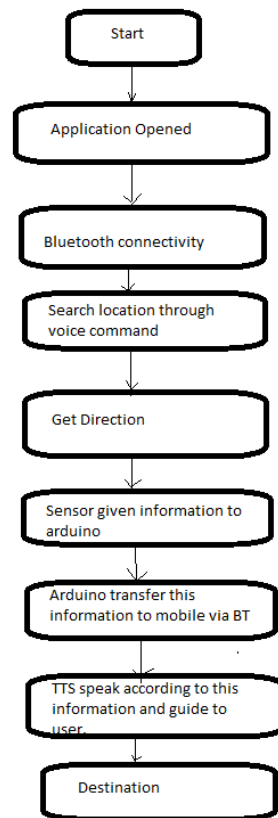 Start
Application Opened
Bluetooth connectivity
Search location through
voice command
Get Direction
Sensor given information to
arduino
Arduino transfer this
information to mobile via BT
TTS speak according to this
information and guide to
user.
Destination